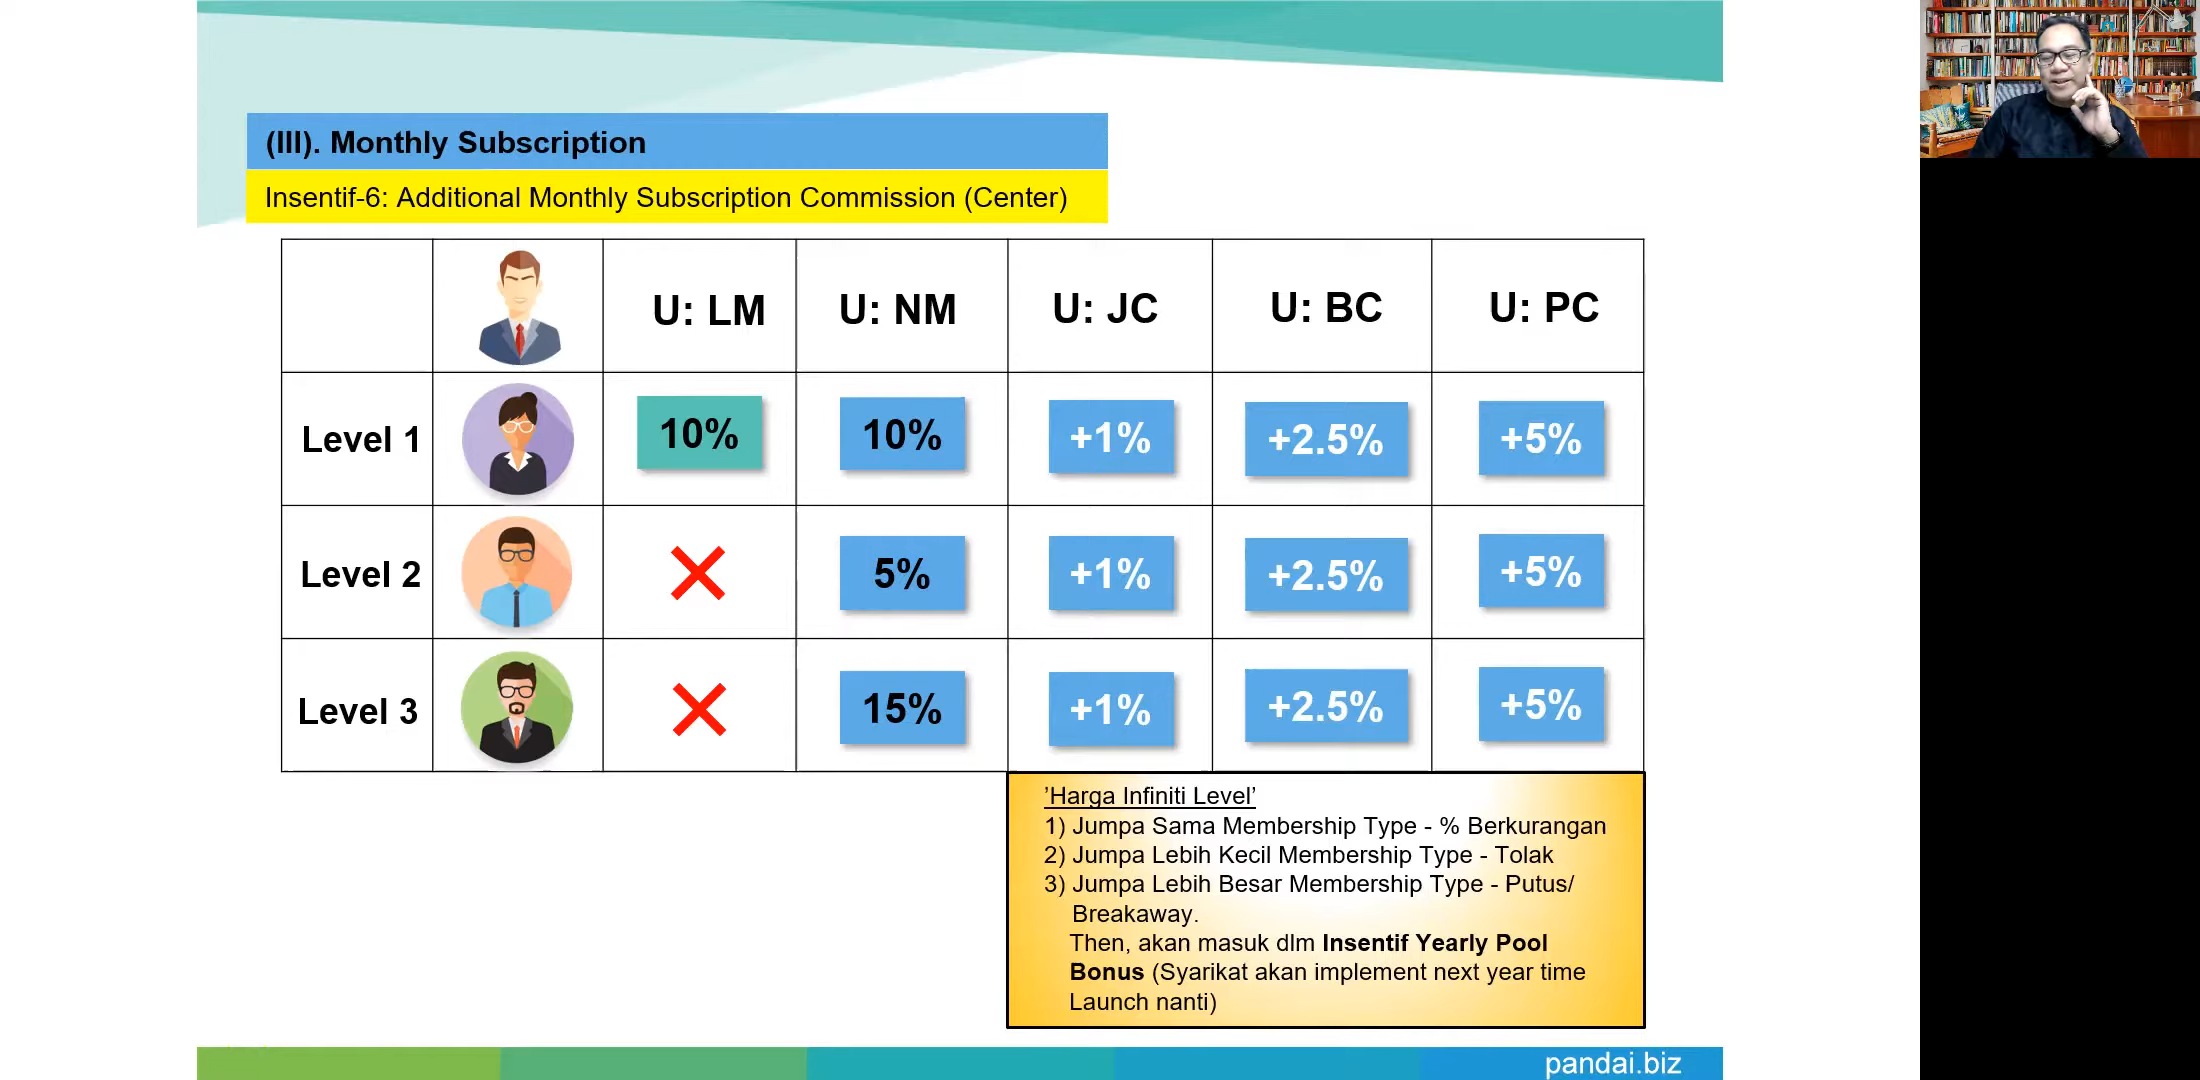 (III). Monthly Subscription
Insentif-6: Additional Monthly Subscription Commission (Center)
U: LM U: NM U: JC U: BC U: PC
Level 1 10% 10% +1% +2.5% +5%
Level 2 5% +1% +2.5% +5%
Level 3 15% +1% +2.5% +5%
’Harga Infiniti Level’
1) Jumpa Sama Membership Type - % Berkurangan
2) Jumpa Lebih Kecil Membership Type - Tolak
3) Jumpa Lebih Besar Membership Type - Putus/
Breakaway.
Then, akan masuk dlm Insentif Yearly Pool
Bonus (Syarikat akan implement next year time
Launch nanti)
pandai.biz